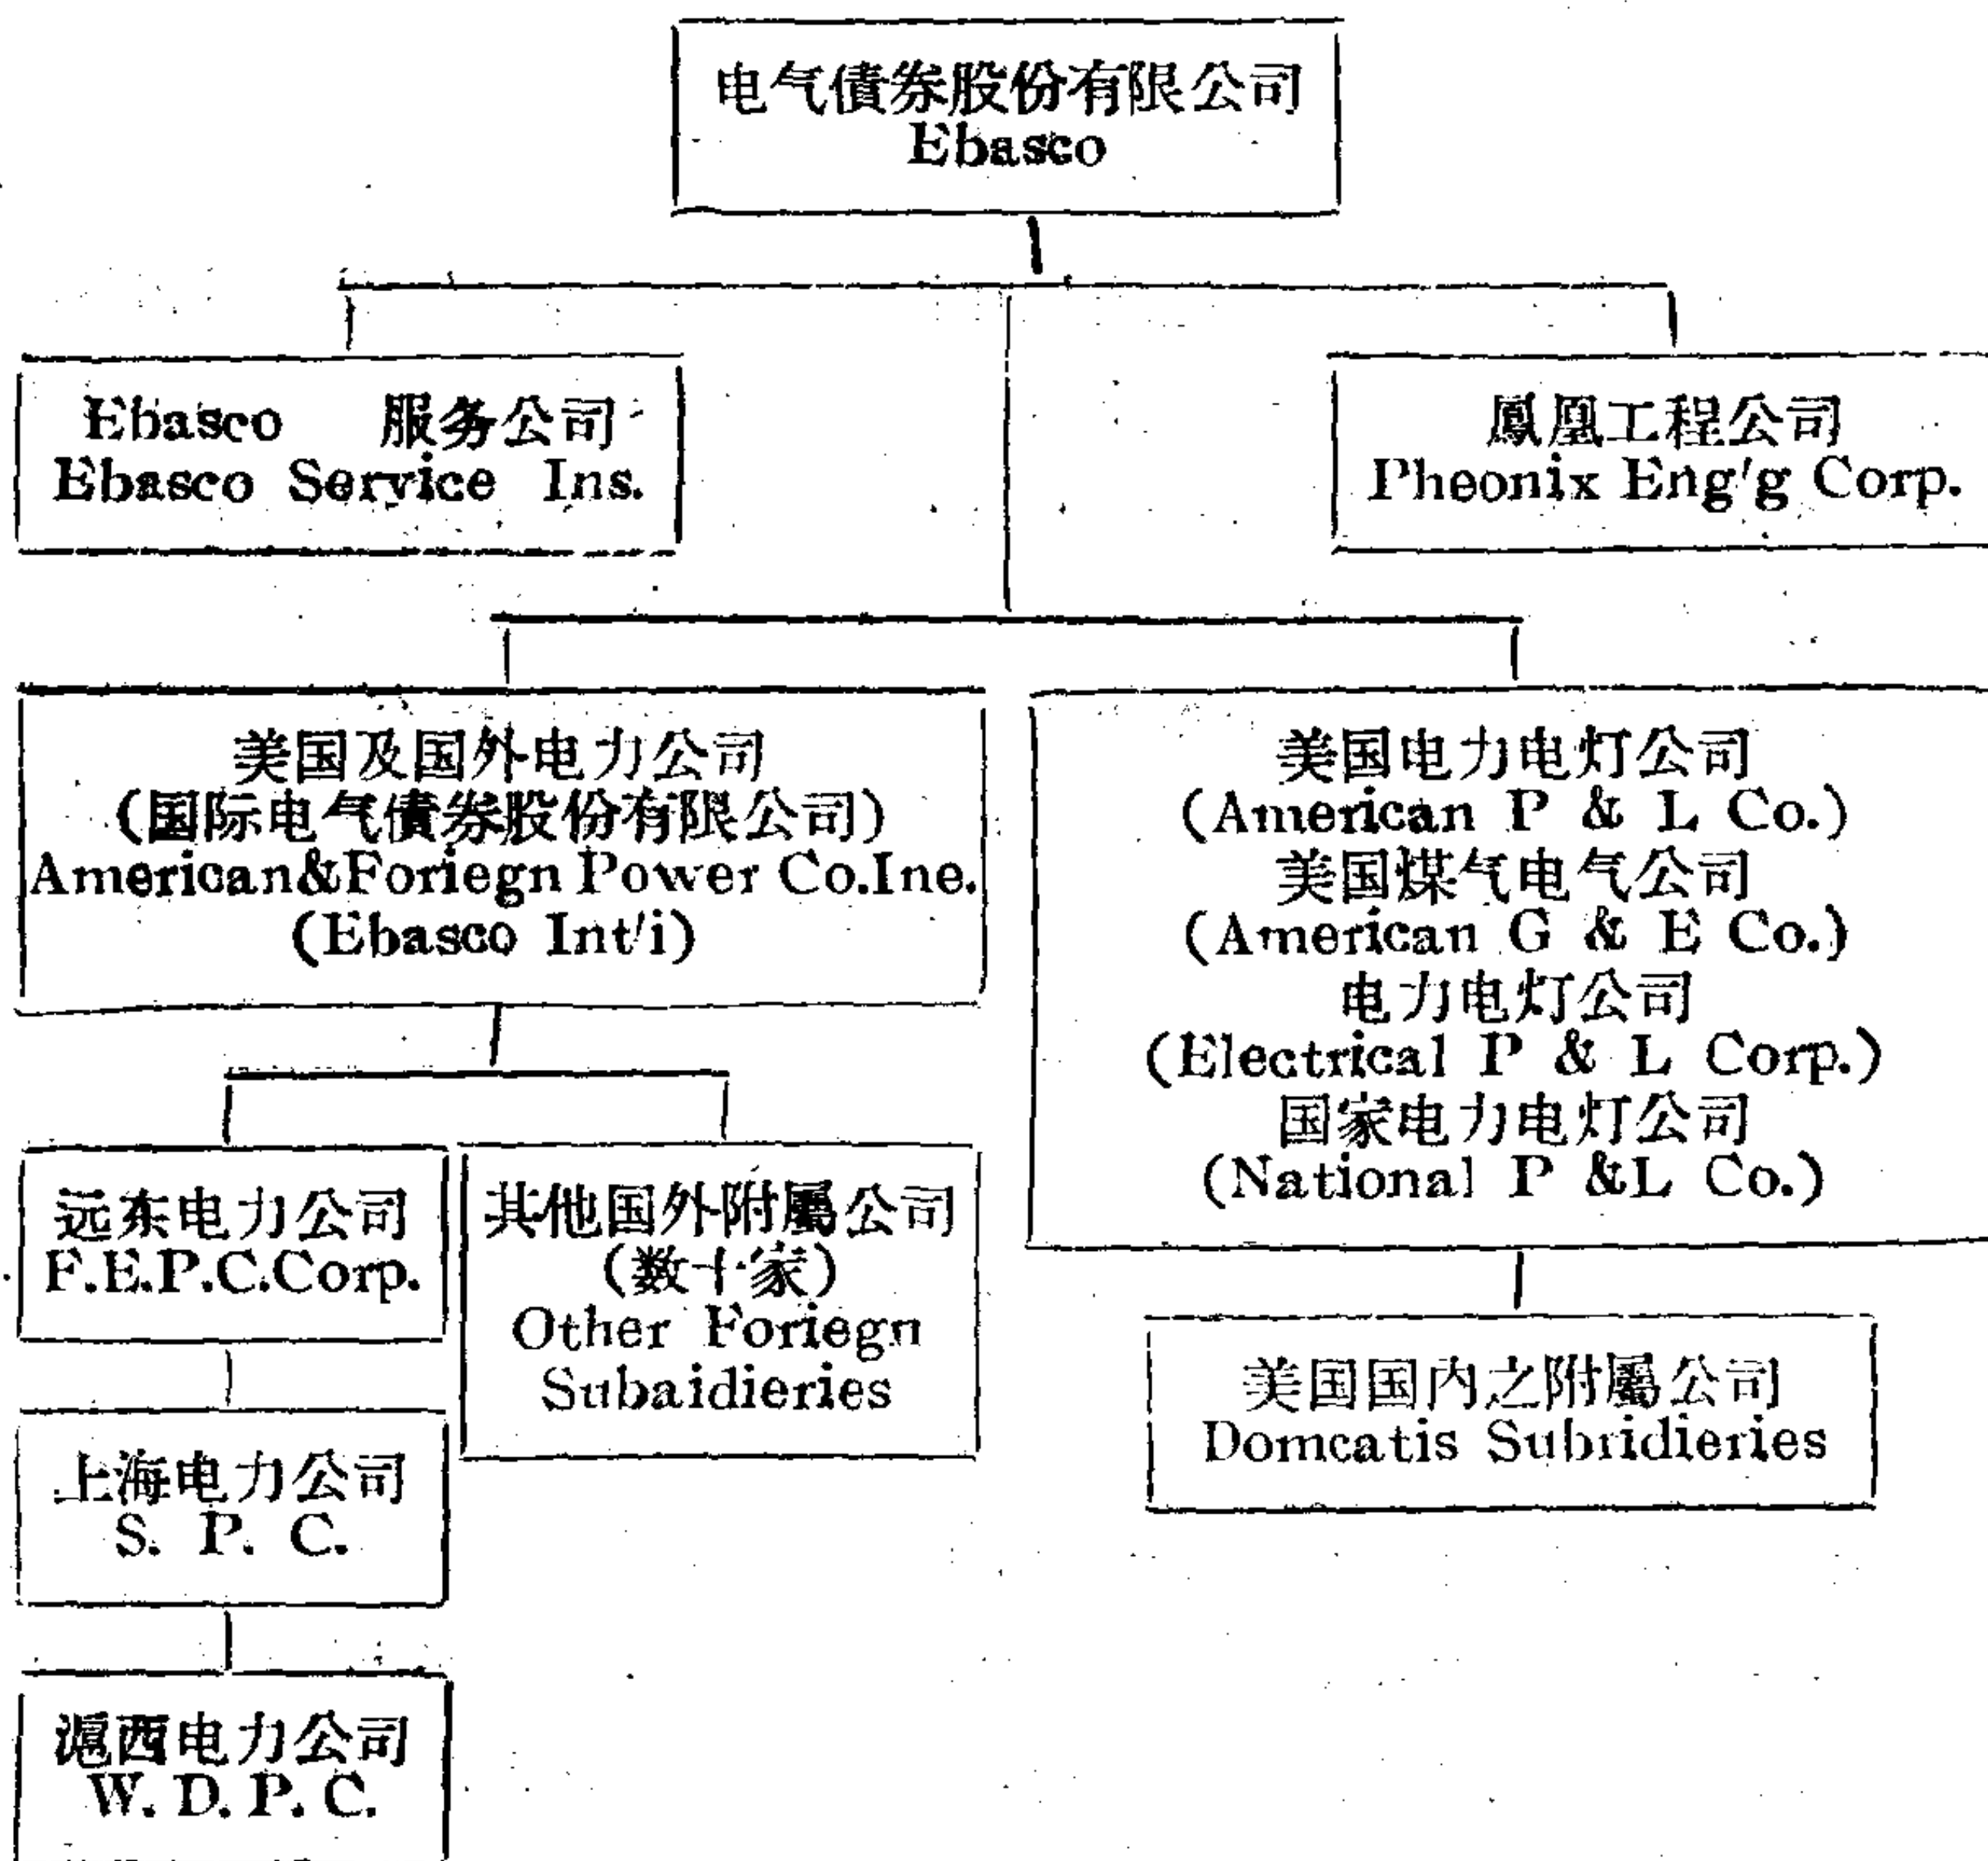 电气債券股份有限公司
Ebasco
Ebasco 服务公司
Ebasco Service Ins.
鳳凰工程公司
Pheonix Eng'g Corp.
美国及国外电力公司
(国际电气債券股份有限公司)
American&Foriegn Power Co.Ine.
(Ebasco Int'i)
美国电力电灯公司
(American P & L Co.)
美国煤气电气公司
(American G & E Co.)
电力电灯公司
(Electrical P & L Corp.)
国家电力电灯公司
(National P &L Co.)
远东电力公司
F.E.P.C.Corp.
其他国外附屬公司
(数十家)
Other Foriegn
Subaidieries
美国国内之附屬公司
Domcatis Subridieries
上海电力公司
S. P. C.
滬西电力公司
W. D. P. C.